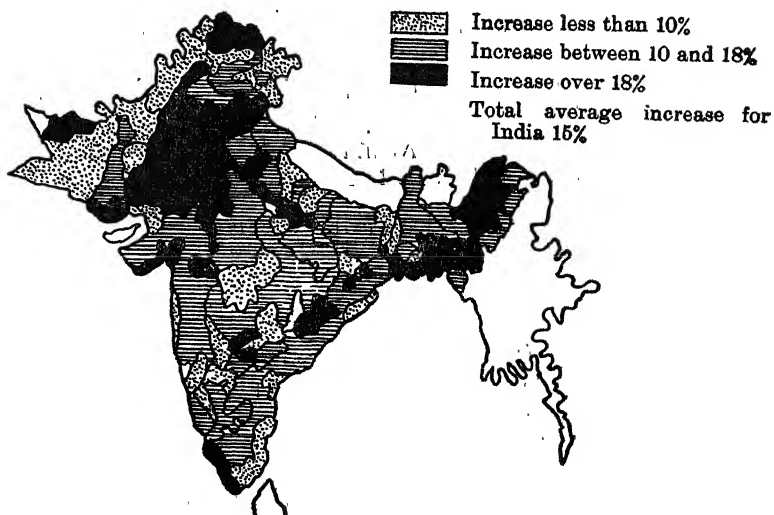 Increase less than 10%
Increase between 10 and 18%
Increase over 18%
Total average increase for
India 15%